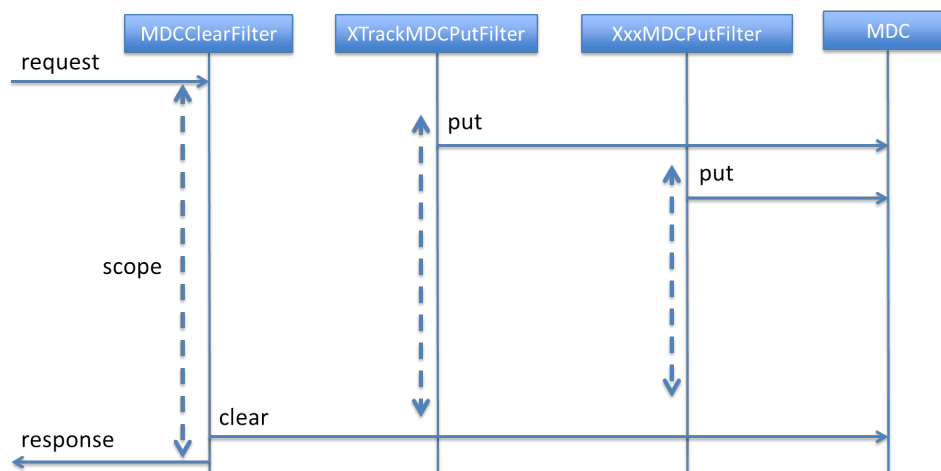 MDCClearFilter
XTrackMDCPutFilter
XxxMDCPutFilter
MDC
request
put
put
scope
clear
response